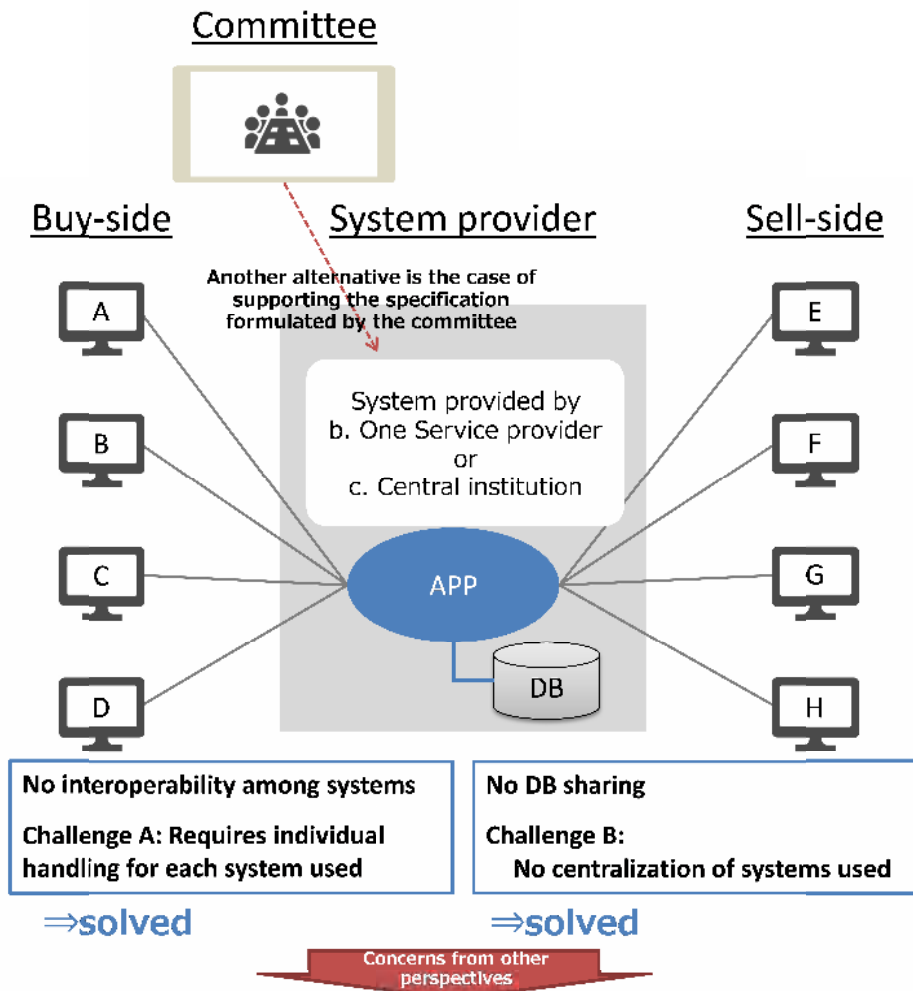 Committee
Buy-side
System provider
Sell-side
Another alternative is the case of
supporting the specification
formulated by the committee
A
B
C
D
System provided by
b. One Service provider
or
c. Central institution
APP
DB
E
F
G
H
No interoperability among systems
Challenge A: Requires individual
handling for each system used
⇒solved
No DB sharing
Challenge B:
No centralization of systems used
⇒solved
Concerns from other
perspectives